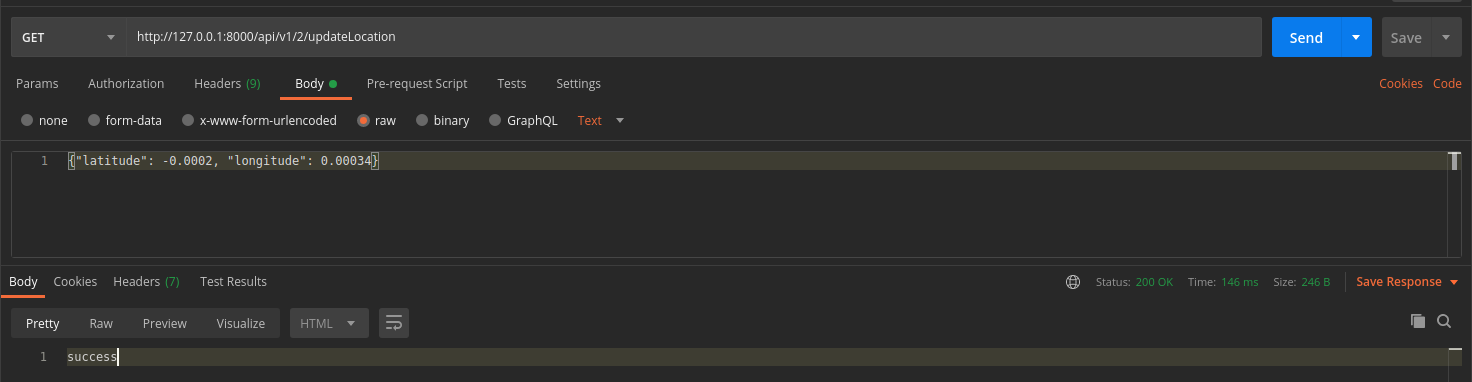 GET http://127.0.0.1:8000/api/v1/2/updateLocation Send Save
Params Authorization Headers (9) Body Pre-request Script Tests Settings Cookies Code
none form-data x-www-form-urlencoded raw binary GraphQL Text
1 {"latitude": -0.0002, "longitude": 0.00034}
Body Cookies Headers (7) Test Results Status: 200 OK Time: 146 ms Size: 246 B Save Response
Pretty Raw Preview Visualize HTML
1 success